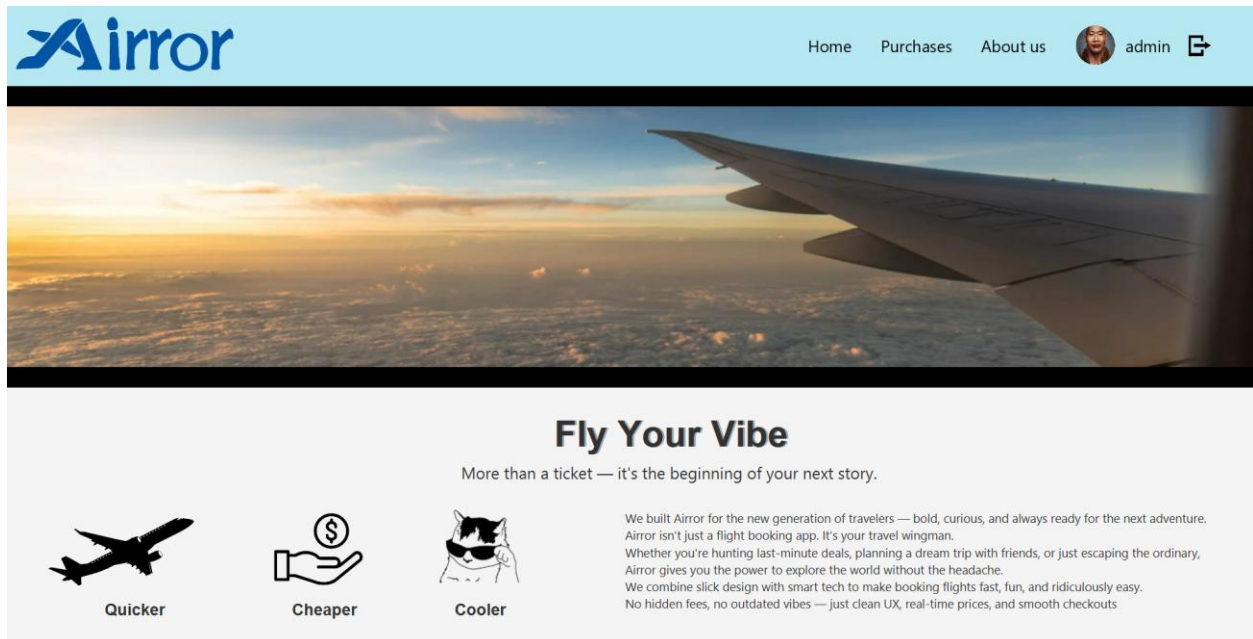 Airror
Home Purchases About us admin
Fly Your Vibe
More than a ticket — it's the beginning of your next story.
Quicker
Cheaper
Cooler
We built Airror for the new generation of travelers — bold, curious, and always ready for the next adventure.
Airror isn't just a flight booking app. It's your travel wingman.
Whether you're hunting last-minute deals, planning a dream trip with friends, or just escaping the ordinary,
Airror gives you the power to explore the world without the headache.
We combine slick design with smart tech to make booking flights fast, fun, and ridiculously easy.
No hidden fees, no outdated vibes — just clean UX, real-time prices, and smooth checkouts